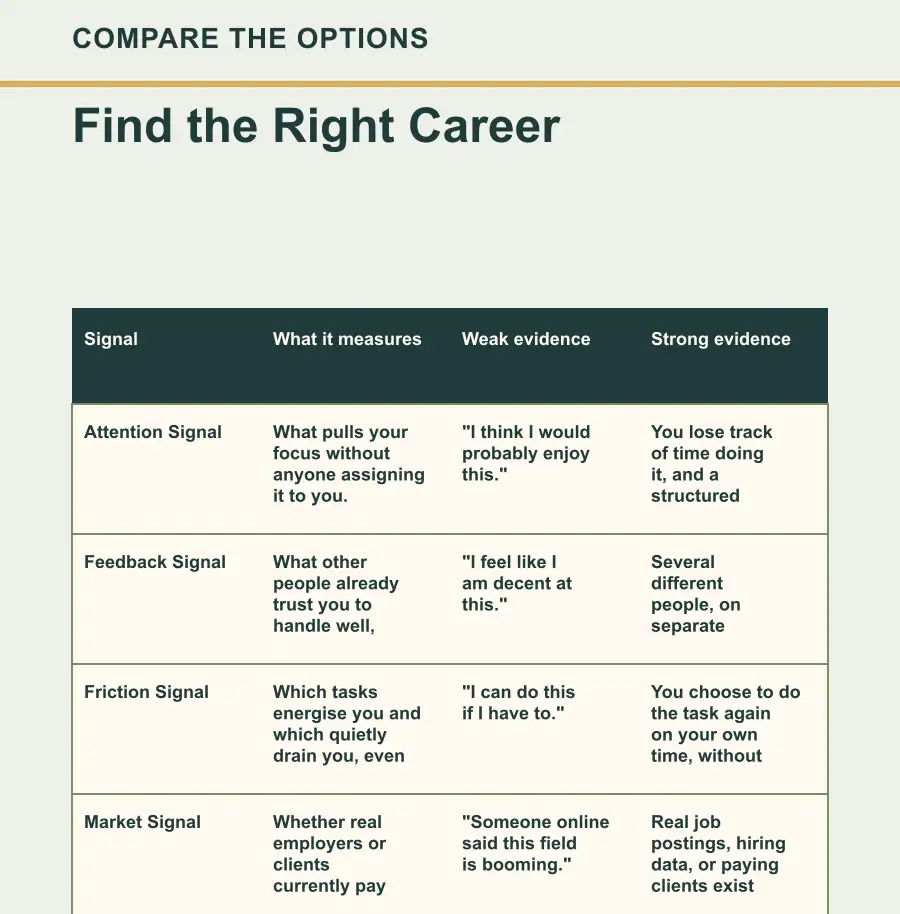 COMPARE THE OPTIONS
Find the Right Career
Signal
What it measures
Weak evidence
Strong evidence
Attention Signal
What pulls your
focus without
anyone assigning
it to you.
"I think I would
probably enjoy
this."
You lose track
of time doing
it, and a
structured
Feedback Signal
What other
people already
trust you to
handle well,
"I feel like I
am decent at
this."
Several
different
people, on
separate
Friction Signal
Which tasks
energise you and
which quietly
drain you, even
"I can do this
if I have to."
You choose to do
the task again
on your own
time, without
Market Signal
Whether real
employers or
clients
currently pay
"Someone online
said this field
is booming."
Real job
postings, hiring
data, or paying
clients exist